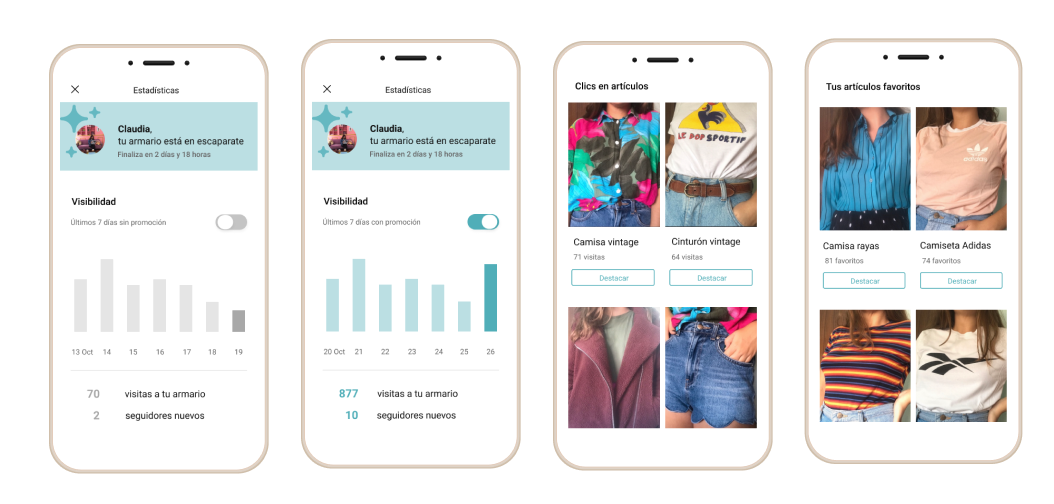 Estadísticas
Claudia,
tu armario está en escaparate
Finaliza en 2 días y 18 horas
Visibilidad
Últimos 7 días sin promoción
13 Oct 14 15 16 17 18 19
70 visitas a tu armario
2 seguidores nuevos
Estadísticas
Claudia,
tu armario está en escaparate
Finaliza en 2 días y 18 horas
Visibilidad
Últimos 7 días con promoción
20 Oct 21 22 23 24 25 26
877 visitas a tu armario
10 seguidores nuevos
Clics en artículos
LE POP SPORTIF
Camisa vintage
71 visitas
Destacar
Cinturón vintage
64 visitas
Destacar
Tus artículos favoritos
adidas
Camisa rayas
81 favoritos
Destacar
Camiseta Adidas
74 favoritos
Destacar